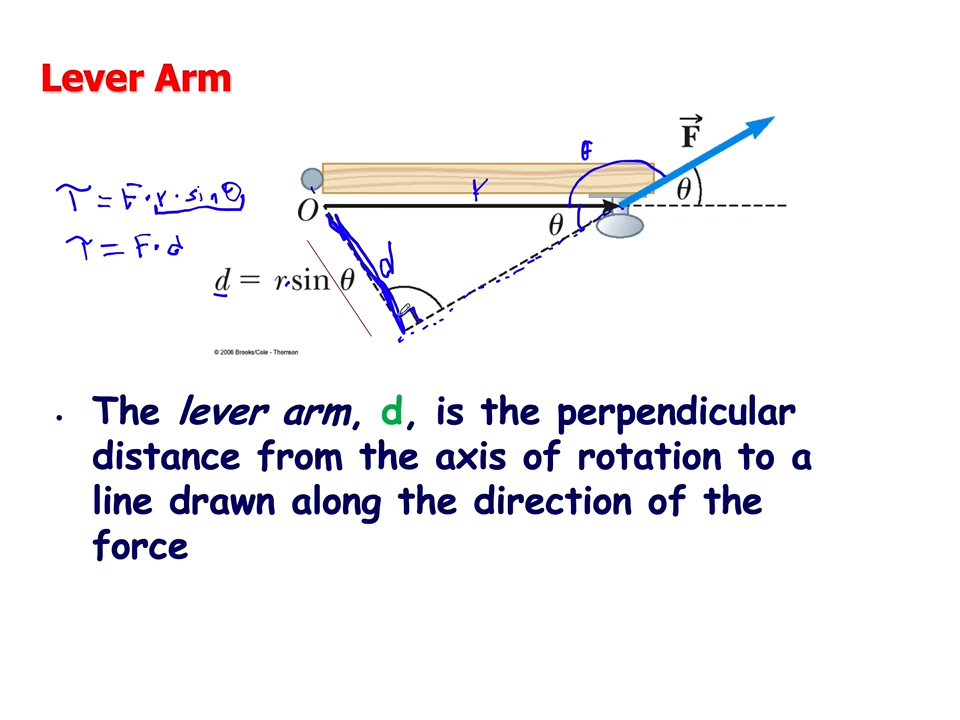 Lever Arm
F
θ
r
θ
θ
O
τ = F · r · sin θ
τ = F · d
d
d = r · sin θ
© 2006 Brooks/Cole - Thomson
• The lever arm, d, is the perpendicular
distance from the axis of rotation to a
line drawn along the direction of the
force